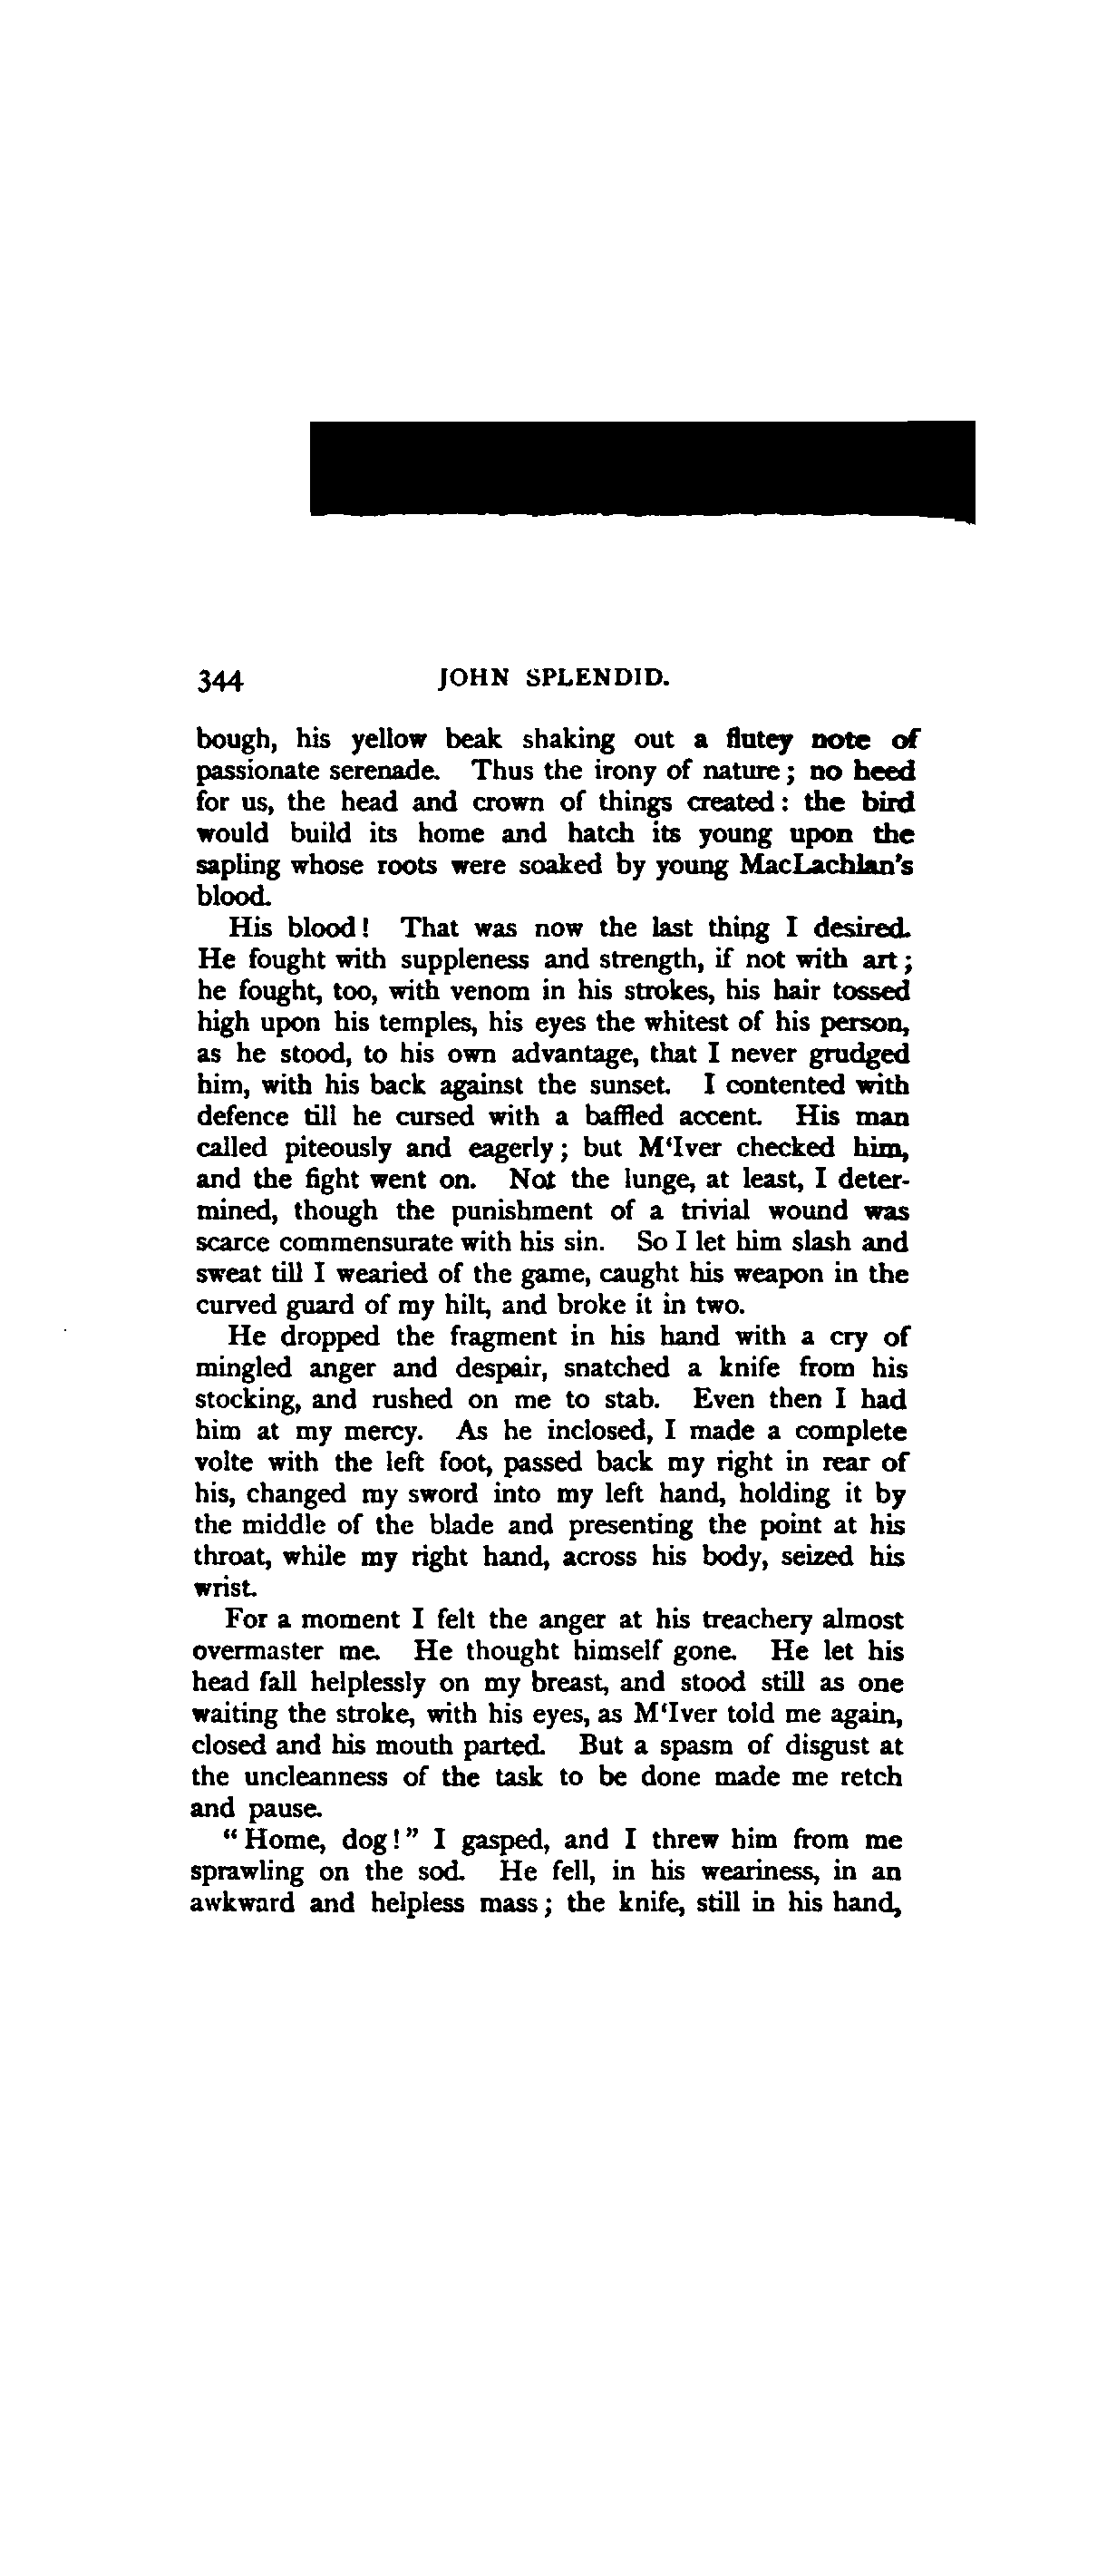 344 JOHN SPLENDID.
bough, his yellow beak shaking out a flutey note of
passionate serenade. Thus the irony of nature; no heed
for us, the head and crown of things created: the bird
would build its home and hatch its young upon the
sapling whose roots were soaked by young MacLachlan's
blood.
His blood! That was now the last thing I desired.
He fought with suppleness and strength, if not with art;
he fought, too, with venom in his strokes, his hair tossed
high upon his temples, his eyes the whitest of his person,
as he stood, to his own advantage, that I never grudged
him, with his back against the sunset. I contented with
defence till he cursed with a baffled accent. His man
called piteously and eagerly; but M'Iver checked him,
and the fight went on. Not the lunge, at least, I deter-
mined, though the punishment of a trivial wound was
scarce commensurate with his sin. So I let him slash and
sweat till I wearied of the game, caught his weapon in the
curved guard of my hilt, and broke it in two.
He dropped the fragment in his hand with a cry of
mingled anger and despair, snatched a knife from his
stocking, and rushed on me to stab. Even then I had
him at my mercy. As he inclosed, I made a complete
volte with the left foot, passed back my right in rear of
his, changed my sword into my left hand, holding it by
the middle of the blade and presenting the point at his
throat, while my right hand, across his body, seized his
wrist.
For a moment I felt the anger at his treachery almost
overmaster me. He thought himself gone. He let his
head fall helplessly on my breast, and stood still as one
waiting the stroke, with his eyes, as M'Iver told me again,
closed and his mouth parted. But a spasm of disgust at
the uncleanness of the task to be done made me retch
and pause.
"Home, dog!" I gasped, and I threw him from me
sprawling on the sod. He fell, in his weariness, in an
awkward and helpless mass; the knife, still in his hand,